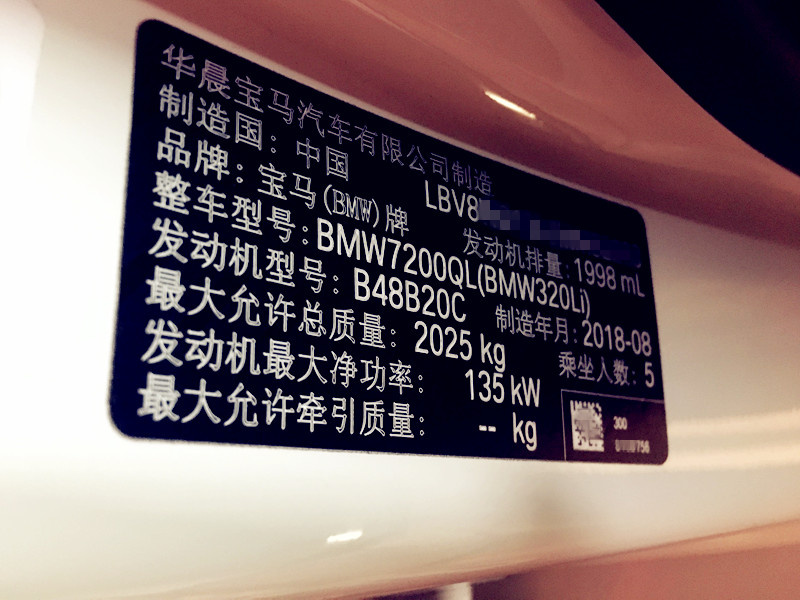 华晨宝马汽车有限公司制造
制造国：中国 LBV8
品牌：宝马(BMW)牌 发动机排量：1998 mL
整车型号：BMW7200QL(BMW320Li)
发动机型号：B48B20C 制造年月：2018-08
最大允许总质量：2025 kg 乘坐人数：5
发动机最大净功率：135 kW
最大允许牵引质量：-- kg
300
756